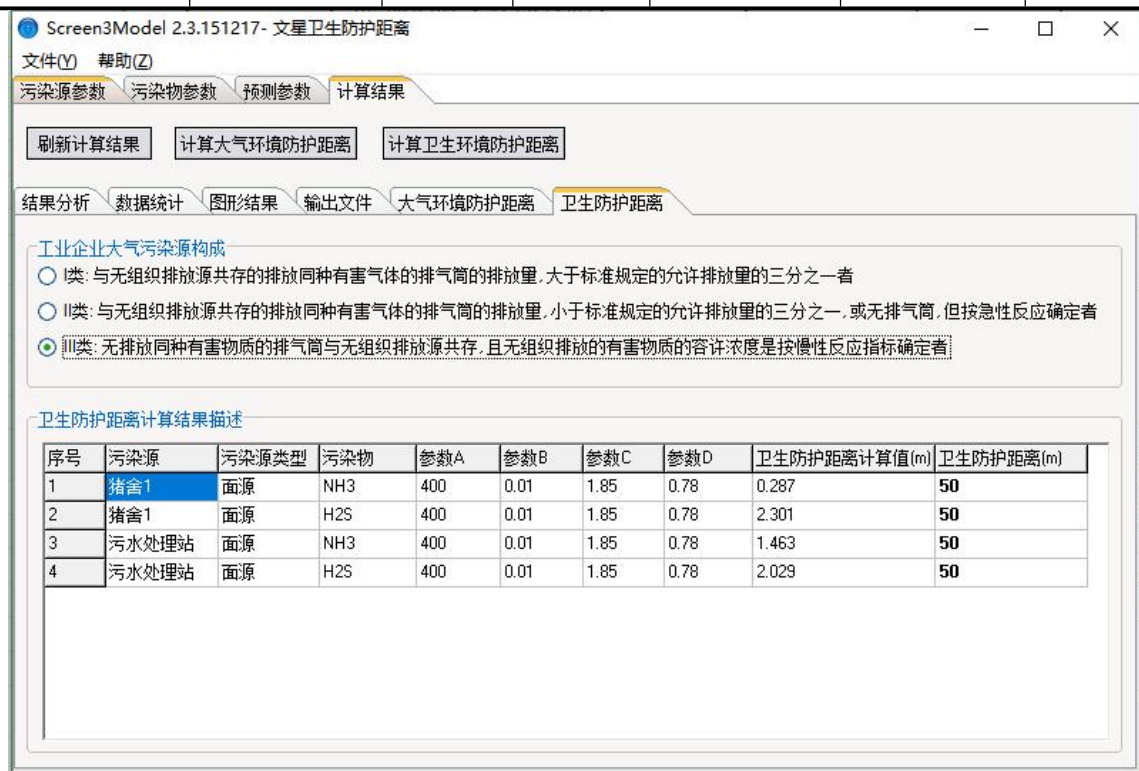 Screen3Model 2.3.151217- 文星卫生防护距离
文件(Y) 帮助(Z)
污染源参数 污染物参数 预测参数 计算结果
刷新计算结果 计算大气环境防护距离 计算卫生环境防护距离
结果分析 数据统计 图形结果 输出文件 大气环境防护距离 卫生防护距离
工业企业大气污染源构成
I类: 与无组织排放源共存的排放同种有害气体的排气筒的排放量,大于标准规定的允许排放量的三分之一者
II类: 与无组织排放源共存的排放同种有害气体的排气筒的排放量,小于标准规定的允许排放量的三分之一,或无排气筒,但按急性反应确定者
III类: 无排放同种有害物质的排气筒与无组织排放源共存,且无组织排放的有害物质的容许浓度是按慢性反应指标确定者
卫生防护距离计算结果描述
序号 污染源 污染源类型 污染物 参数A 参数B 参数C 参数D 卫生防护距离计算值(m) 卫生防护距离(m)
1 猪舍1 面源 NH3 400 0.01 1.85 0.78 0.287 50
2 猪舍1 面源 H2S 400 0.01 1.85 0.78 2.301 50
3 污水处理站 面源 NH3 400 0.01 1.85 0.78 1.463 50
4 污水处理站 面源 H2S 400 0.01 1.85 0.78 2.029 50